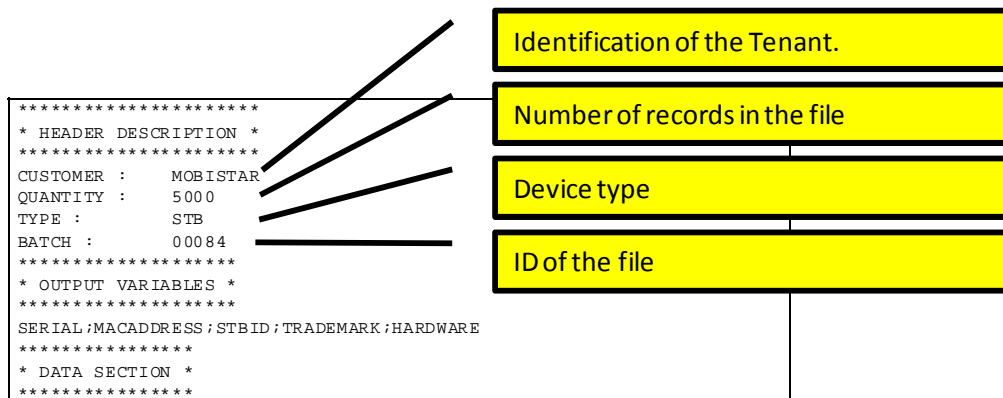 Identification of the Tenant.
Number of records in the file
Device type
ID of the file
***********************
* HEADER DESCRIPTION *
***********************
CUSTOMER : MOBISTAR
QUANTITY : 5000
TYPE : STB
BATCH : 00084
********************
* OUTPUT VARIABLES *
********************
SERIAL;MACADDRESS;STBID;TRADEMARK;HARDWARE
****************
* DATA SECTION *
****************